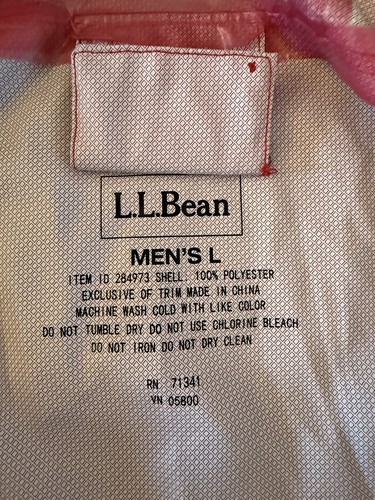 L.L.Bean
MEN'S L
ITEM ID 284973 SHELL: 100% POLYESTER
EXCLUSIVE OF TRIM MADE IN CHINA
MACHINE WASH COLD WITH LIKE COLOR
DO NOT TUMBLE DRY DO NOT USE CHLORINE BLEACH
DO NOT IRON DO NOT DRY CLEAN
RN 71341
VN 05800